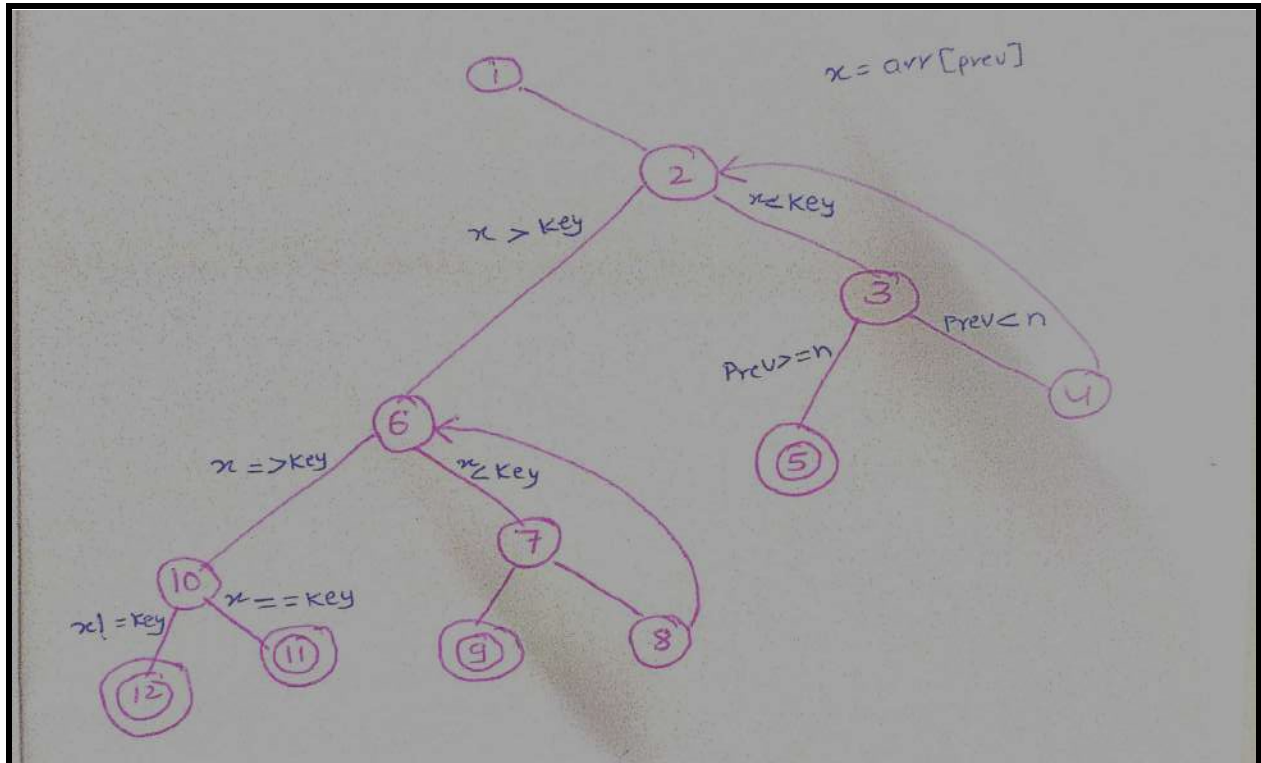 1
x = arr[prev]
2
x > key
x< key
3
Prev< n
Prev>=n
4
5
6
x = >key
x< key
7
10
x = = key
x! = key
8
9
11
12